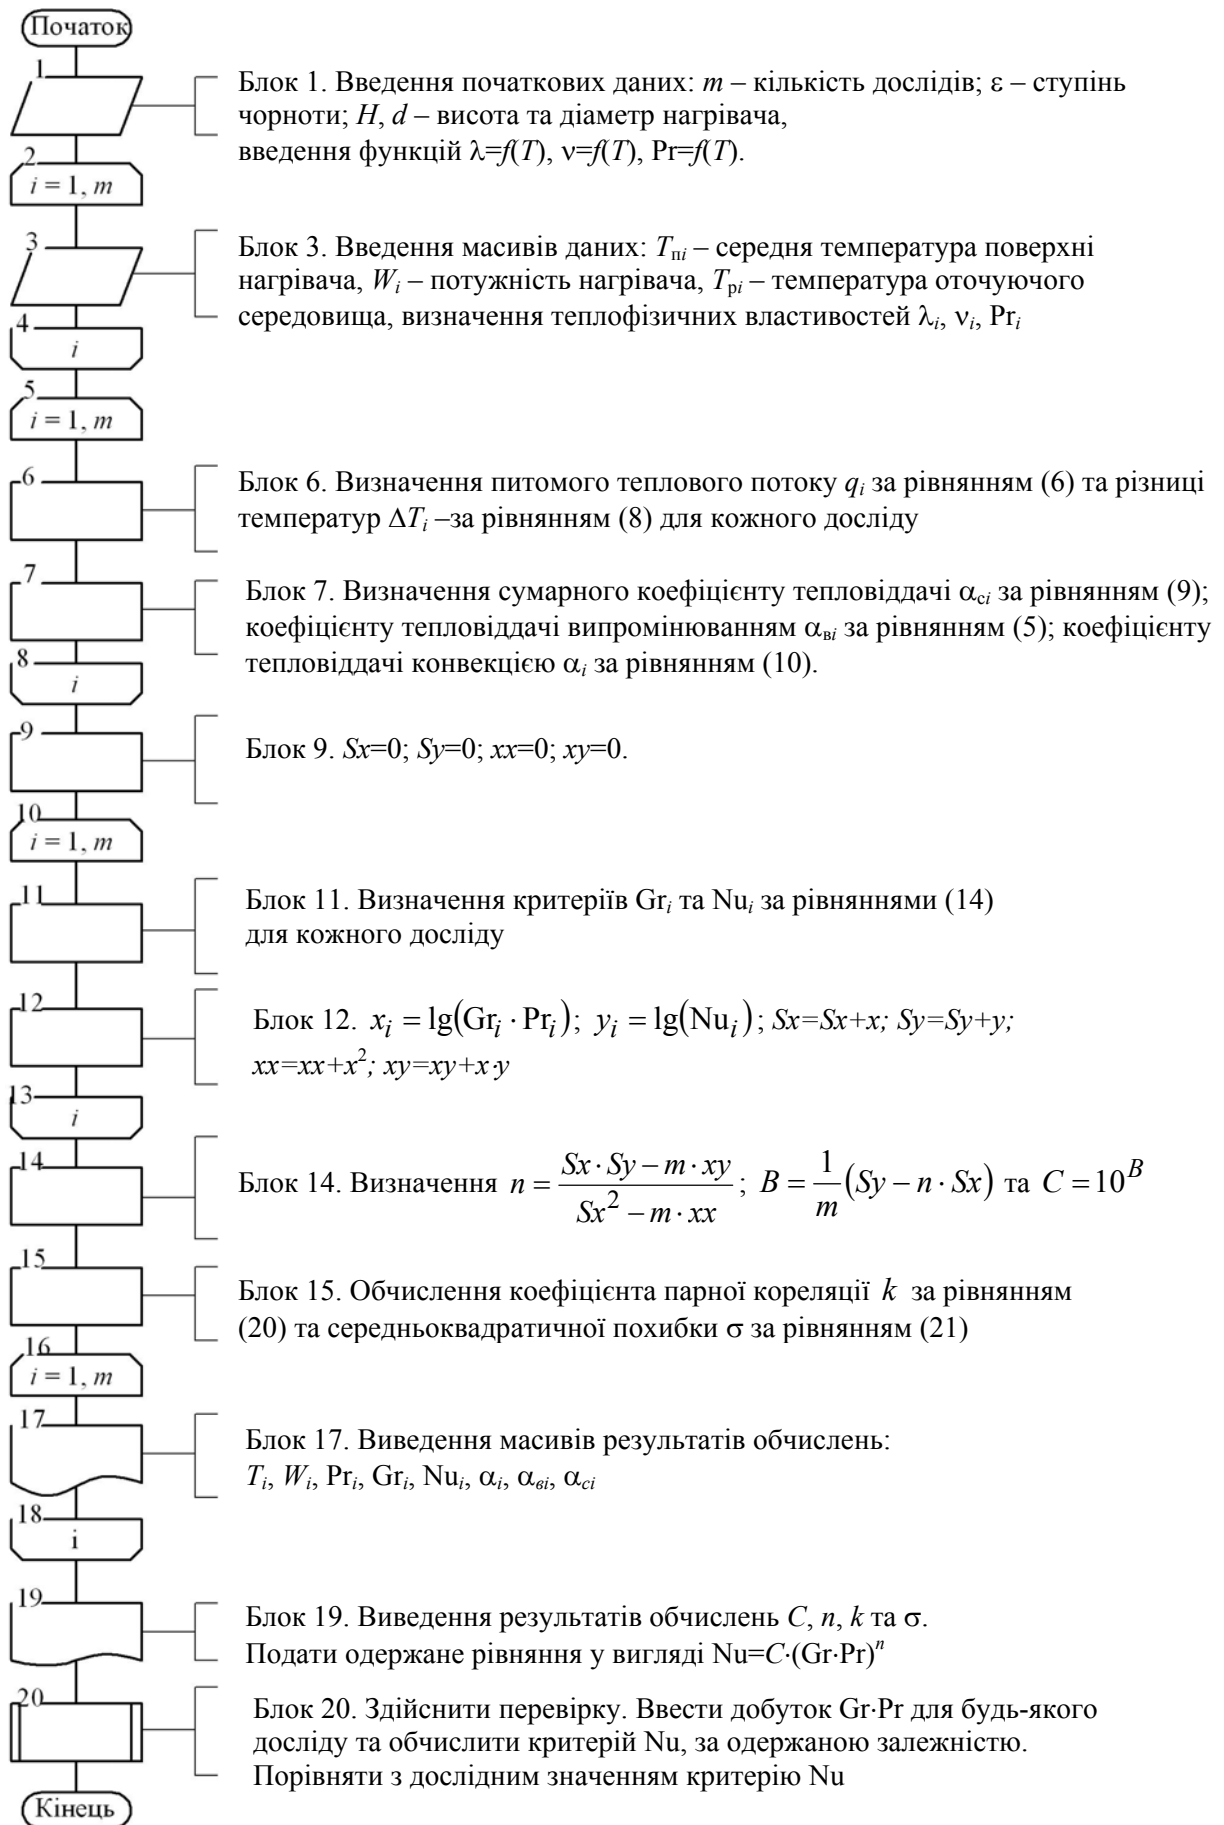 Початок
1
Блок 1. Введення початкових даних: m – кількість дослідів; ε – ступінь
чорноти; H, d – висота та діаметр нагрівача,
введення функцій λ=f(T), ν=f(T), Pr=f(T).
2
i = 1, m
3
Блок 3. Введення масивів даних: Tпi – середня температура поверхні
нагрівача, Wi – потужність нагрівача, Tрi – температура оточуючого
середовища, визначення теплофізичних властивостей λi, νi, Pri
4
i
5
i = 1, m
6
Блок 6. Визначення питомого теплового потоку qi за рівнянням (6) та різниці
температур ΔTi –за рівнянням (8) для кожного досліду
7
Блок 7. Визначення сумарного коефіцієнту тепловіддачі αсi за рівнянням (9);
коефіцієнту тепловіддачі випромінюванням αвi за рівнянням (5); коефіцієнту
тепловіддачі конвекцією αi за рівнянням (10).
8
i
9
Блок 9. Sx=0; Sy=0; xx=0; xy=0.
10
i = 1, m
11
Блок 11. Визначення критеріїв Gri та Nui за рівняннями (14)
для кожного досліду
12
Блок 12. xi = lg(Gri · Pri); yi = lg(Nui); Sx=Sx+x; Sy=Sy+y;
xx=xx+x²; xy=xy+x·y
13
i
14
Блок 14. Визначення n = (Sx · Sy – m · xy) / (Sx² – m · xx); B = 1/m (Sy – n · Sx) та C = 10^B
15
Блок 15. Обчислення коефіцієнта парної кореляції k за рівнянням
(20) та середньоквадратичної похибки σ за рівнянням (21)
16
i = 1, m
17
Блок 17. Виведення масивів результатів обчислень:
Ti, Wi, Pri, Gri, Nui, αi, αвi, αсi
18
i
19
Блок 19. Виведення результатів обчислень C, n, k та σ.
Подати одержане рівняння у вигляді Nu=C·(Gr·Pr)^n
20
Блок 20. Здійснити перевірку. Ввести добуток Gr·Pr для будь-якого
досліду та обчислити критерій Nu, за одержаною залежністю.
Порівняти з дослідним значенням критерію Nu
Кінець